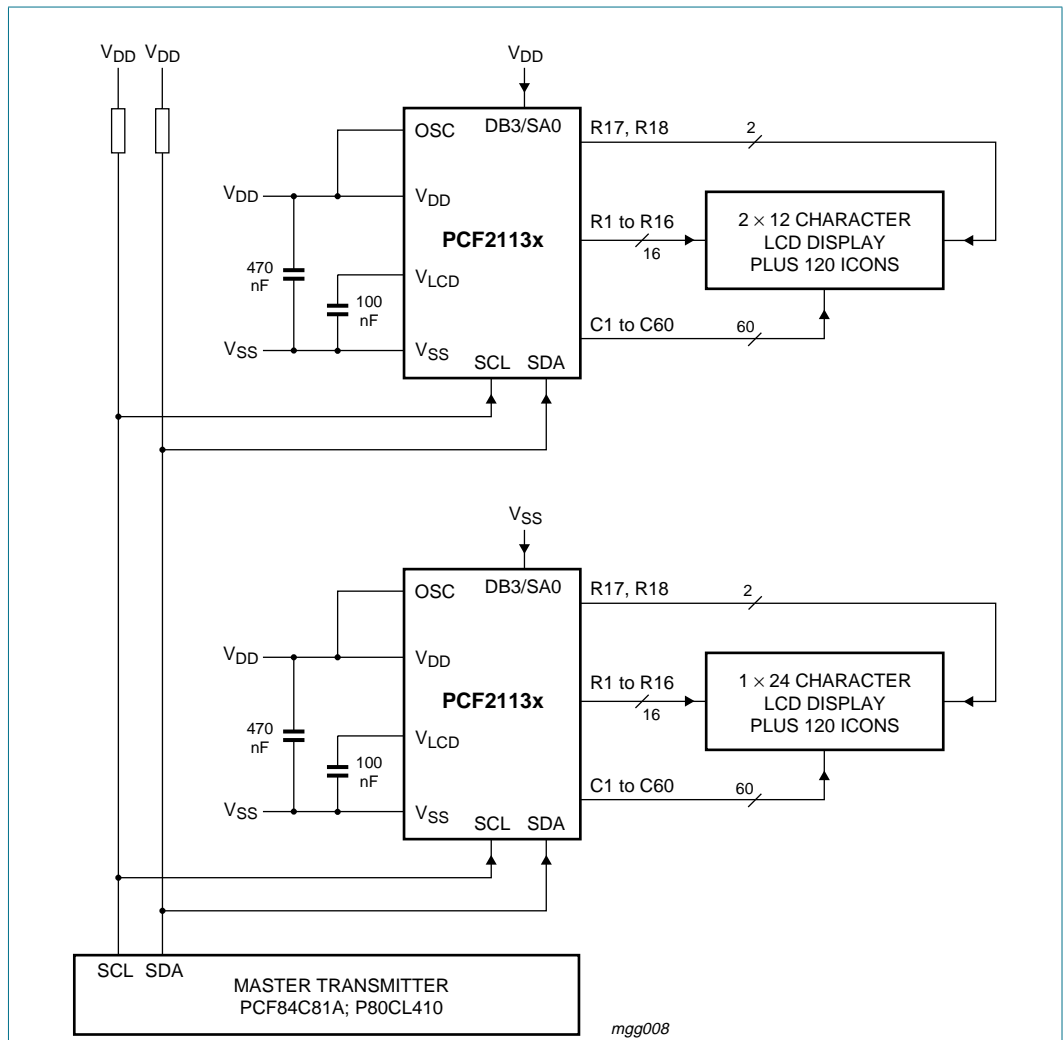 VDD VDD
VDD
DB3/SA0
OSC
R17, R18
2
VDD
VDD
PCF2113x
R1 to R16
16
2 × 12 CHARACTER
LCD DISPLAY
PLUS 120 ICONS
470
nF
VLCD
100
nF
C1 to C60
60
VSS
VSS
SCL SDA
VSS
DB3/SA0
OSC
R17, R18
2
VDD
VDD
PCF2113x
R1 to R16
16
1 × 24 CHARACTER
LCD DISPLAY
PLUS 120 ICONS
470
nF
VLCD
100
nF
C1 to C60
60
VSS
VSS
SCL SDA
SCL SDA
MASTER TRANSMITTER
PCF84C81A; P80CL410
mgg008